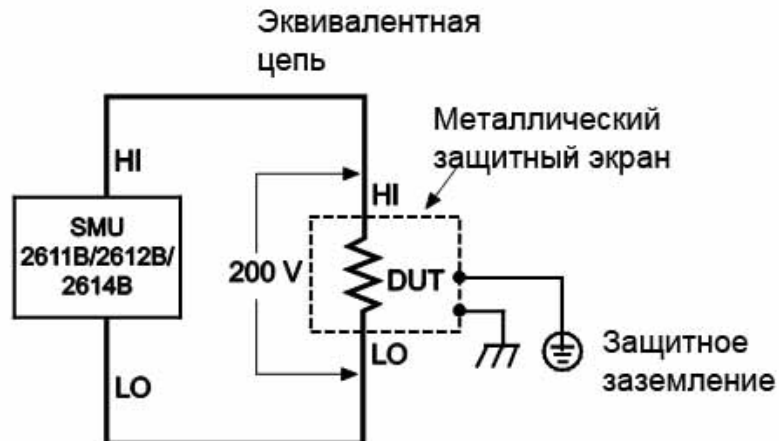 Эквивалентная
цепь
Металлический
защитный экран
HI
HI
SMU
2611B/2612B/
2614B
200 V
DUT
LO
LO
Защитное
заземление